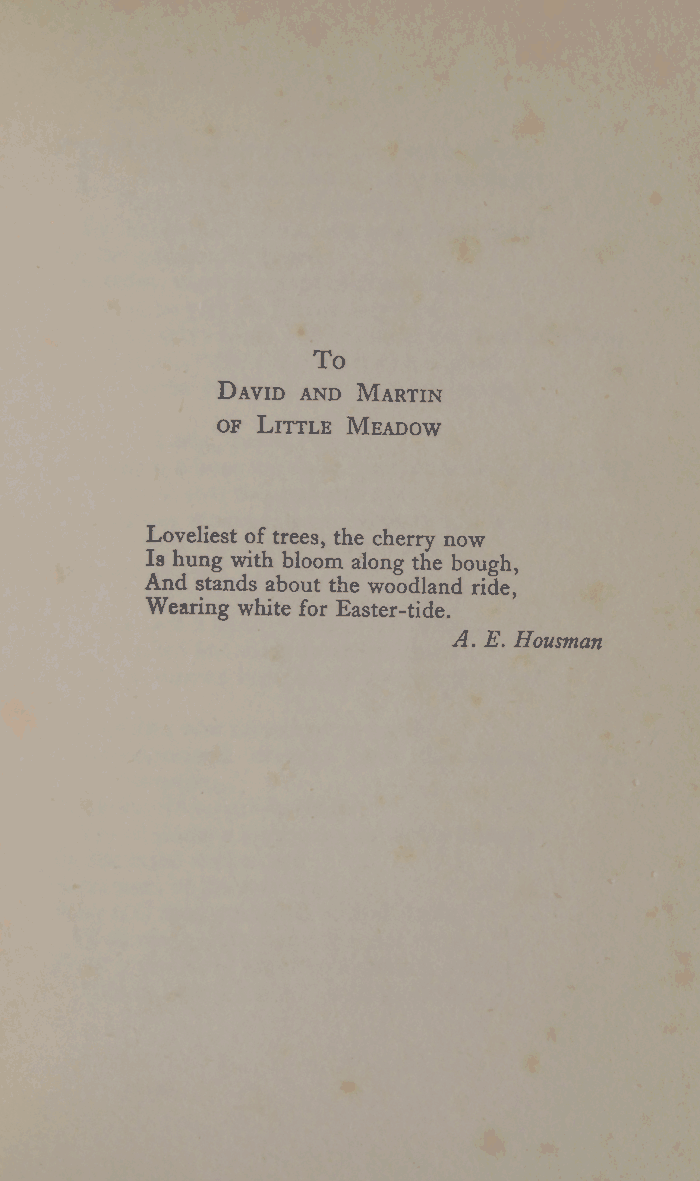 To
David and Martin
of Little Meadow
Loveliest of trees, the cherry now
Is hung with bloom along the bough,
And stands about the woodland ride,
Wearing white for Easter-tide.
A. E. Housman